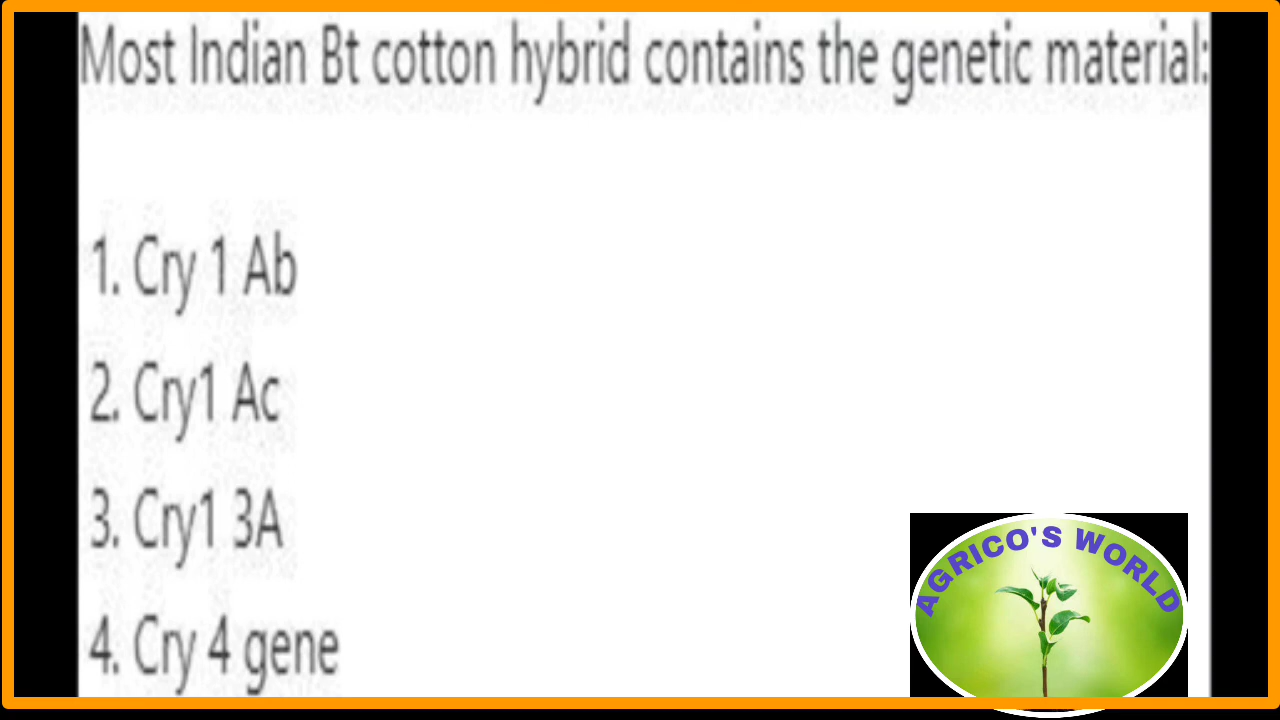 Most Indian Bt cotton hybrid contains the genetic material:
1. Cry 1 Ab
2. Cry1 Ac
3. Cry1 3A
4. Cry 4 gene
AGRICO'S WORLD